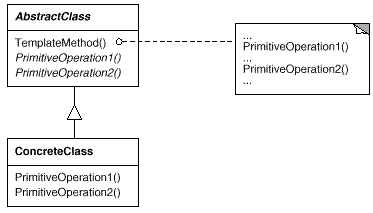 AbstractClass
TemplateMethod()
PrimitiveOperation1()
PrimitiveOperation2()
...
PrimitiveOperation1()
...
PrimitiveOperation2()
...
ConcreteClass
PrimitiveOperation1()
PrimitiveOperation2()